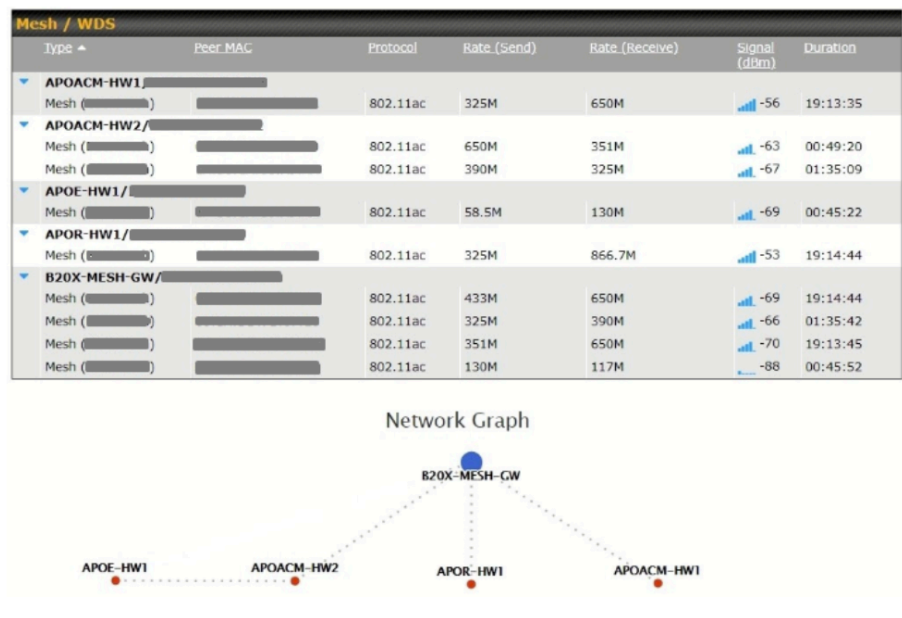 Mesh / WDS
Type Peer MAC Protocol Rate (Send) Rate (Receive) Signal (dBm) Duration
APOACM-HW1/
Mesh ( ) 802.11ac 325M 650M -56 19:13:35
APOACM-HW2/
Mesh ( ) 802.11ac 650M 351M -63 00:49:20
Mesh ( ) 802.11ac 390M 325M -67 01:35:09
APOE-HW1/
Mesh ( ) 802.11ac 58.5M 130M -69 00:45:22
APOR-HW1/
Mesh ( ) 802.11ac 325M 866.7M -53 19:14:44
B20X-MESH-GW/
Mesh ( ) 802.11ac 433M 650M -69 19:14:44
Mesh ( ) 802.11ac 325M 390M -66 01:35:42
Mesh ( ) 802.11ac 351M 650M -70 19:13:45
Mesh ( ) 802.11ac 130M 117M -88 00:45:52
Network Graph
B20X-MESH-GW
APOE-HW1 APOACM-HW2 APOR-HW1 APOACM-HW1